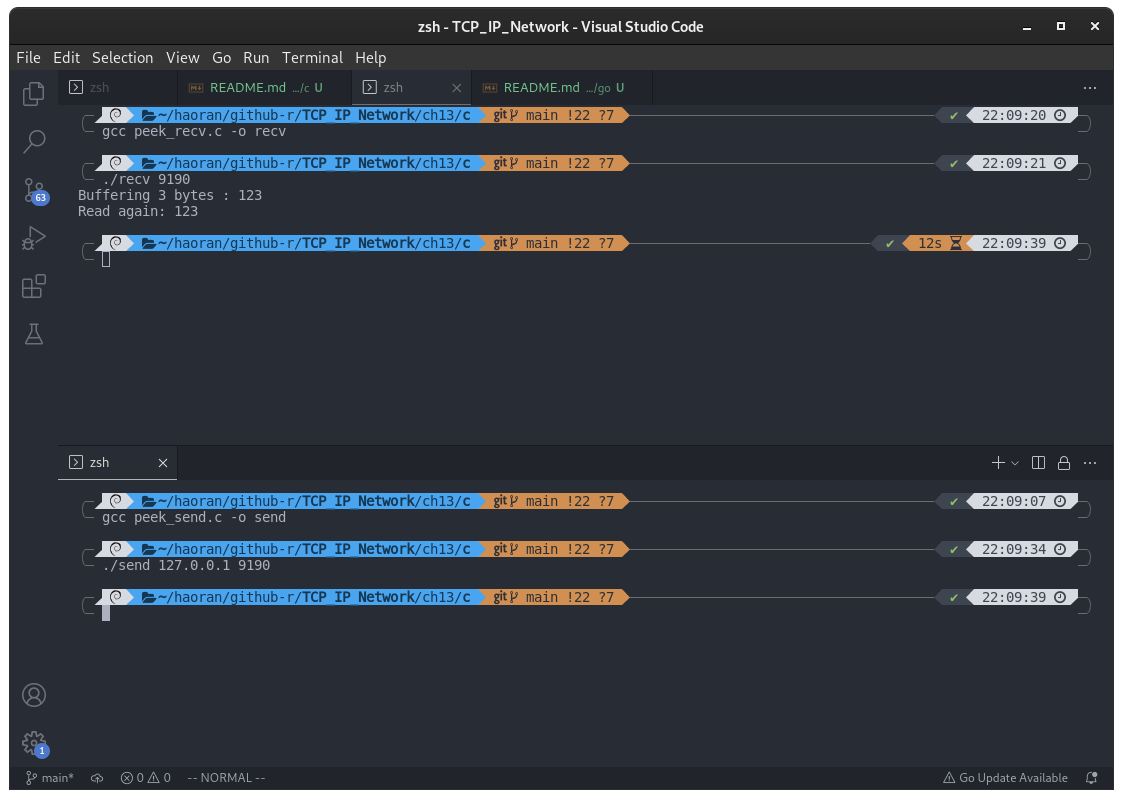 zsh - TCP_IP_Network - Visual Studio Code
File Edit Selection View Go Run Terminal Help
zsh README.md .../c U zsh README.md .../go U
~/haoran/github-r/TCP_IP_Network/ch13/c git main !22 ?7 ✔ 22:09:20
gcc peek_recv.c -o recv
~/haoran/github-r/TCP_IP_Network/ch13/c git main !22 ?7 ✔ 22:09:21
./recv 9190
Buffering 3 bytes : 123
Read again: 123
~/haoran/github-r/TCP_IP_Network/ch13/c git main !22 ?7 ✔ 12s 22:09:39
63
zsh
~/haoran/github-r/TCP_IP_Network/ch13/c git main !22 ?7 ✔ 22:09:07
gcc peek_send.c -o send
~/haoran/github-r/TCP_IP_Network/ch13/c git main !22 ?7 ✔ 22:09:34
./send 127.0.0.1 9190
~/haoran/github-r/TCP_IP_Network/ch13/c git main !22 ?7 ✔ 22:09:39
1
main* 0 0 -- NORMAL -- Go Update Available